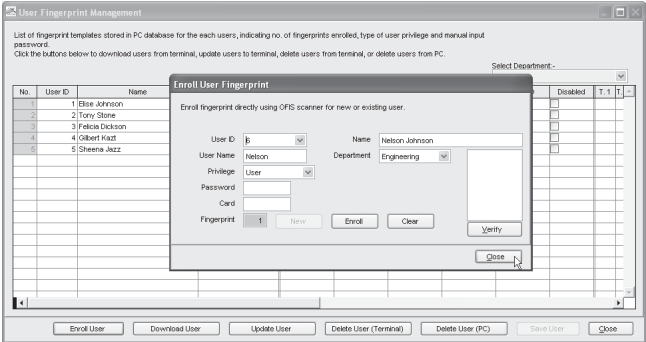 User Fingerprint Management
List of fingerprint templates stored in PC database for the each users, indicating no. of fingerprints enrolled, type of user privilege and manual input
password.
Click the buttons below to download users from terminal, update users to terminal, delete users from terminal, or delete users from PC.
Select Department:-
No. User ID Name Disabled T. 1 T.
1 1 Elise Johnson
2 2 Tony Stone
3 3 Felicia Dickson
4 4 Gilbert Kazt
5 5 Sheena Jazz
Enroll User Fingerprint
Enroll fingerprint directly using OFIS scanner for new or existing user.
User ID 6 Name Nelson Johnson
User Name Nelson Department Engineering
Privilege User
Password
Card
Fingerprint 1 New Enroll Clear
Verify
Close
Enroll User Download User Update User Delete User (Terminal) Delete User (PC) Save User Close